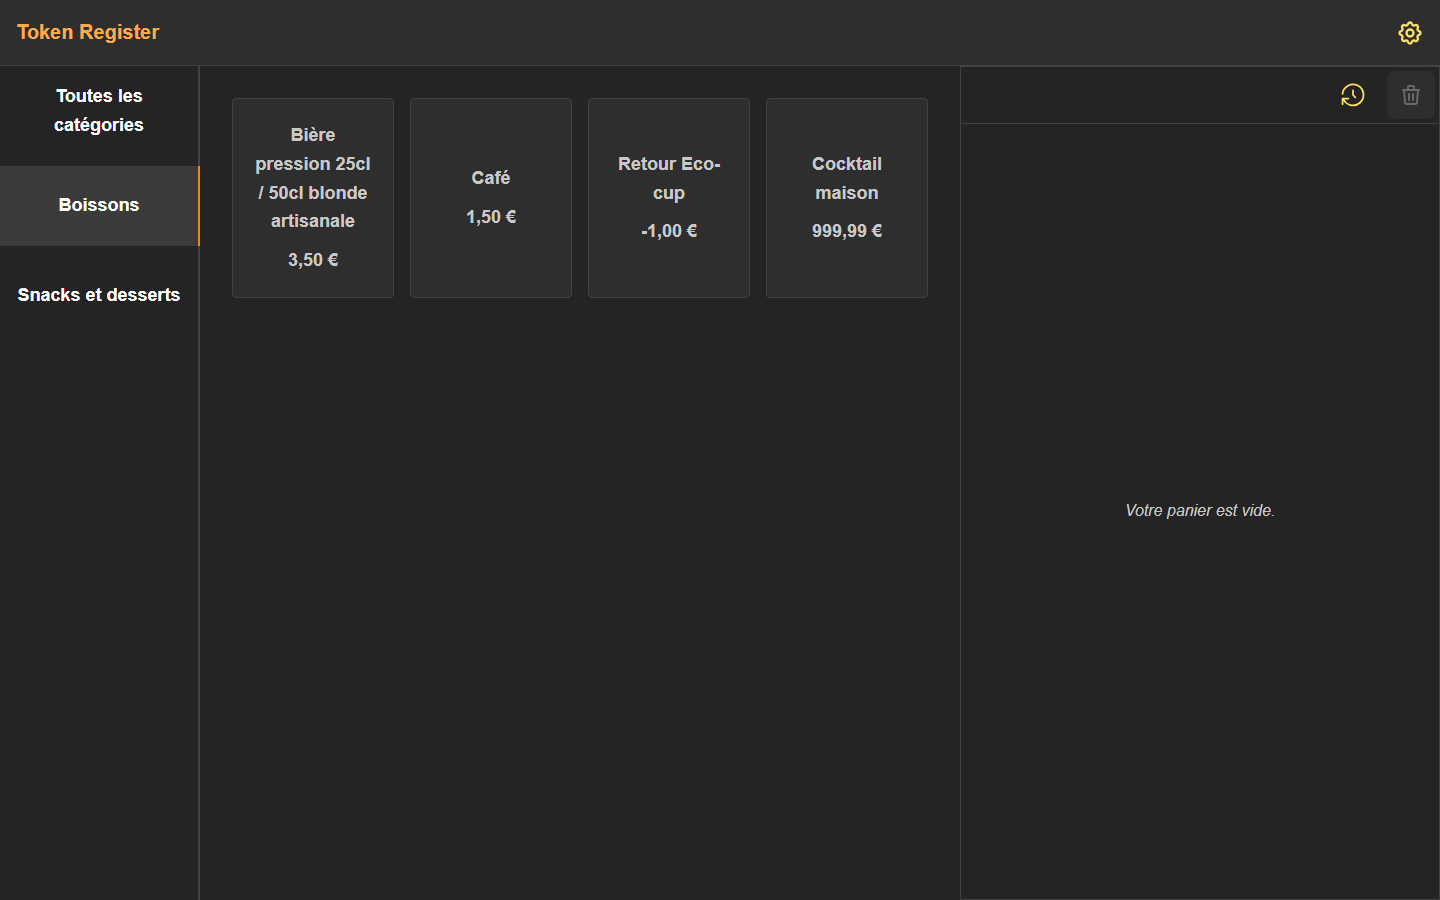 Token Register
Toutes les
catégories
Boissons
Snacks et desserts
Bière
pression 25cl
/ 50cl blonde
artisanale
3,50 €
Café
1,50 €
Retour Eco-
cup
-1,00 €
Cocktail
maison
999,99 €
Votre panier est vide.